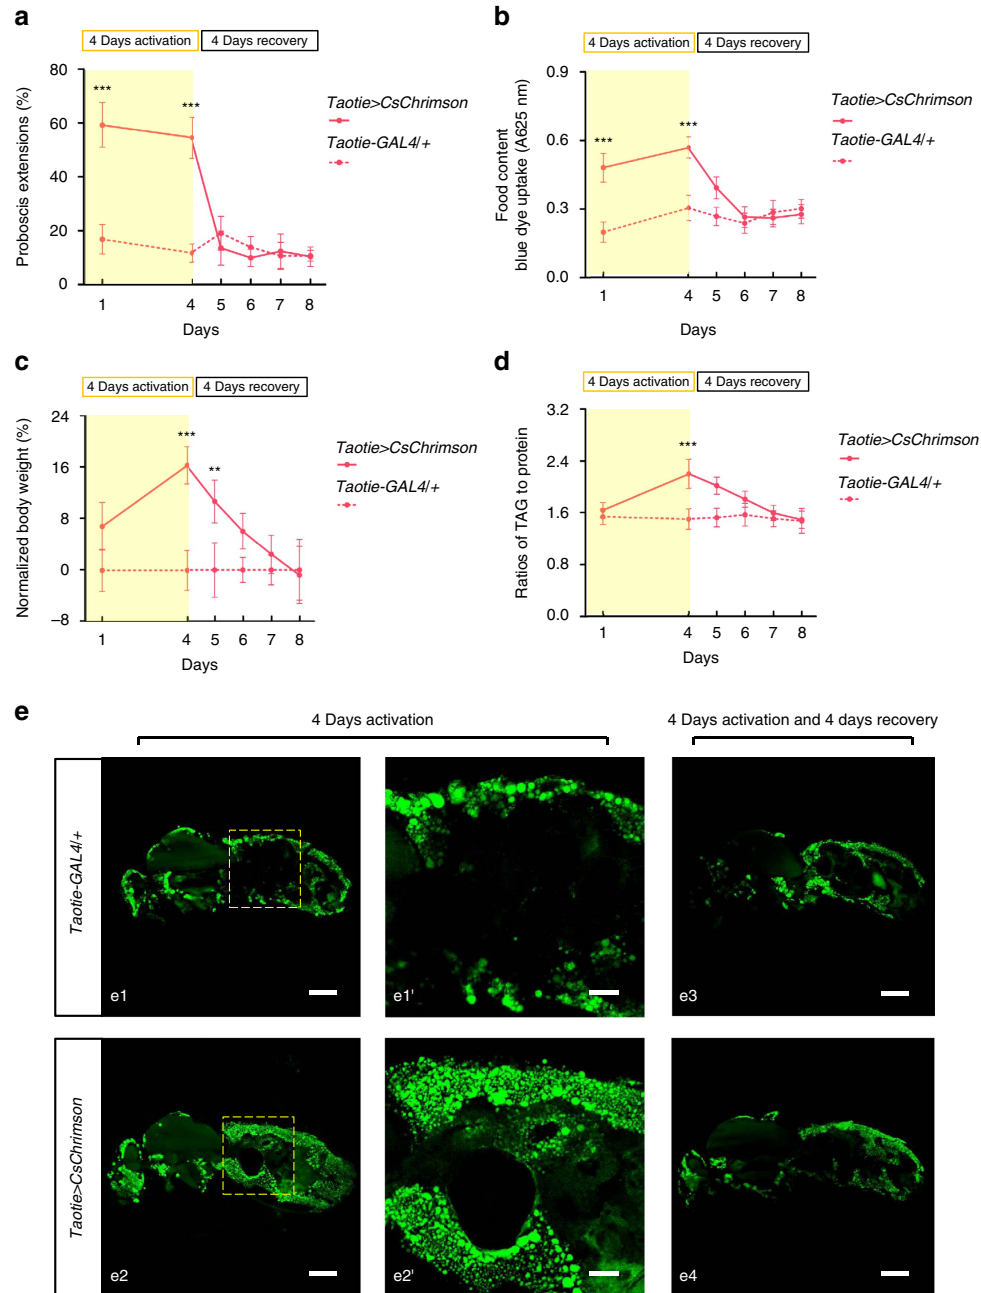 a
4 Days activation
4 Days recovery
80
60
40
20
0
Proboscis extensions (%)
***
***
1
4
5
6
7
8
Days
Taotie>CsChrimson
Taotie-GAL4/+
b
4 Days activation
4 Days recovery
0.9
0.6
0.3
0.0
Food content
blue dye uptake (A625 nm)
***
***
1
4
5
6
7
8
Days
Taotie>CsChrimson
Taotie-GAL4/+
c
4 Days activation
4 Days recovery
24
16
8
0
–8
Normalized body weight (%)
***
**
1
4
5
6
7
8
Days
Taotie>CsChrimson
Taotie-GAL4/+
d
4 Days activation
4 Days recovery
3.2
2.4
1.6
0.8
0.0
Ratios of TAG to protein
***
1
4
5
6
7
8
Days
Taotie>CsChrimson
Taotie-GAL4/+
e
4 Days activation
4 Days activation and 4 days recovery
Taotie-GAL4/+
e1
e1'
e3
Taotie>CsChrimson
e2
e2'
e4